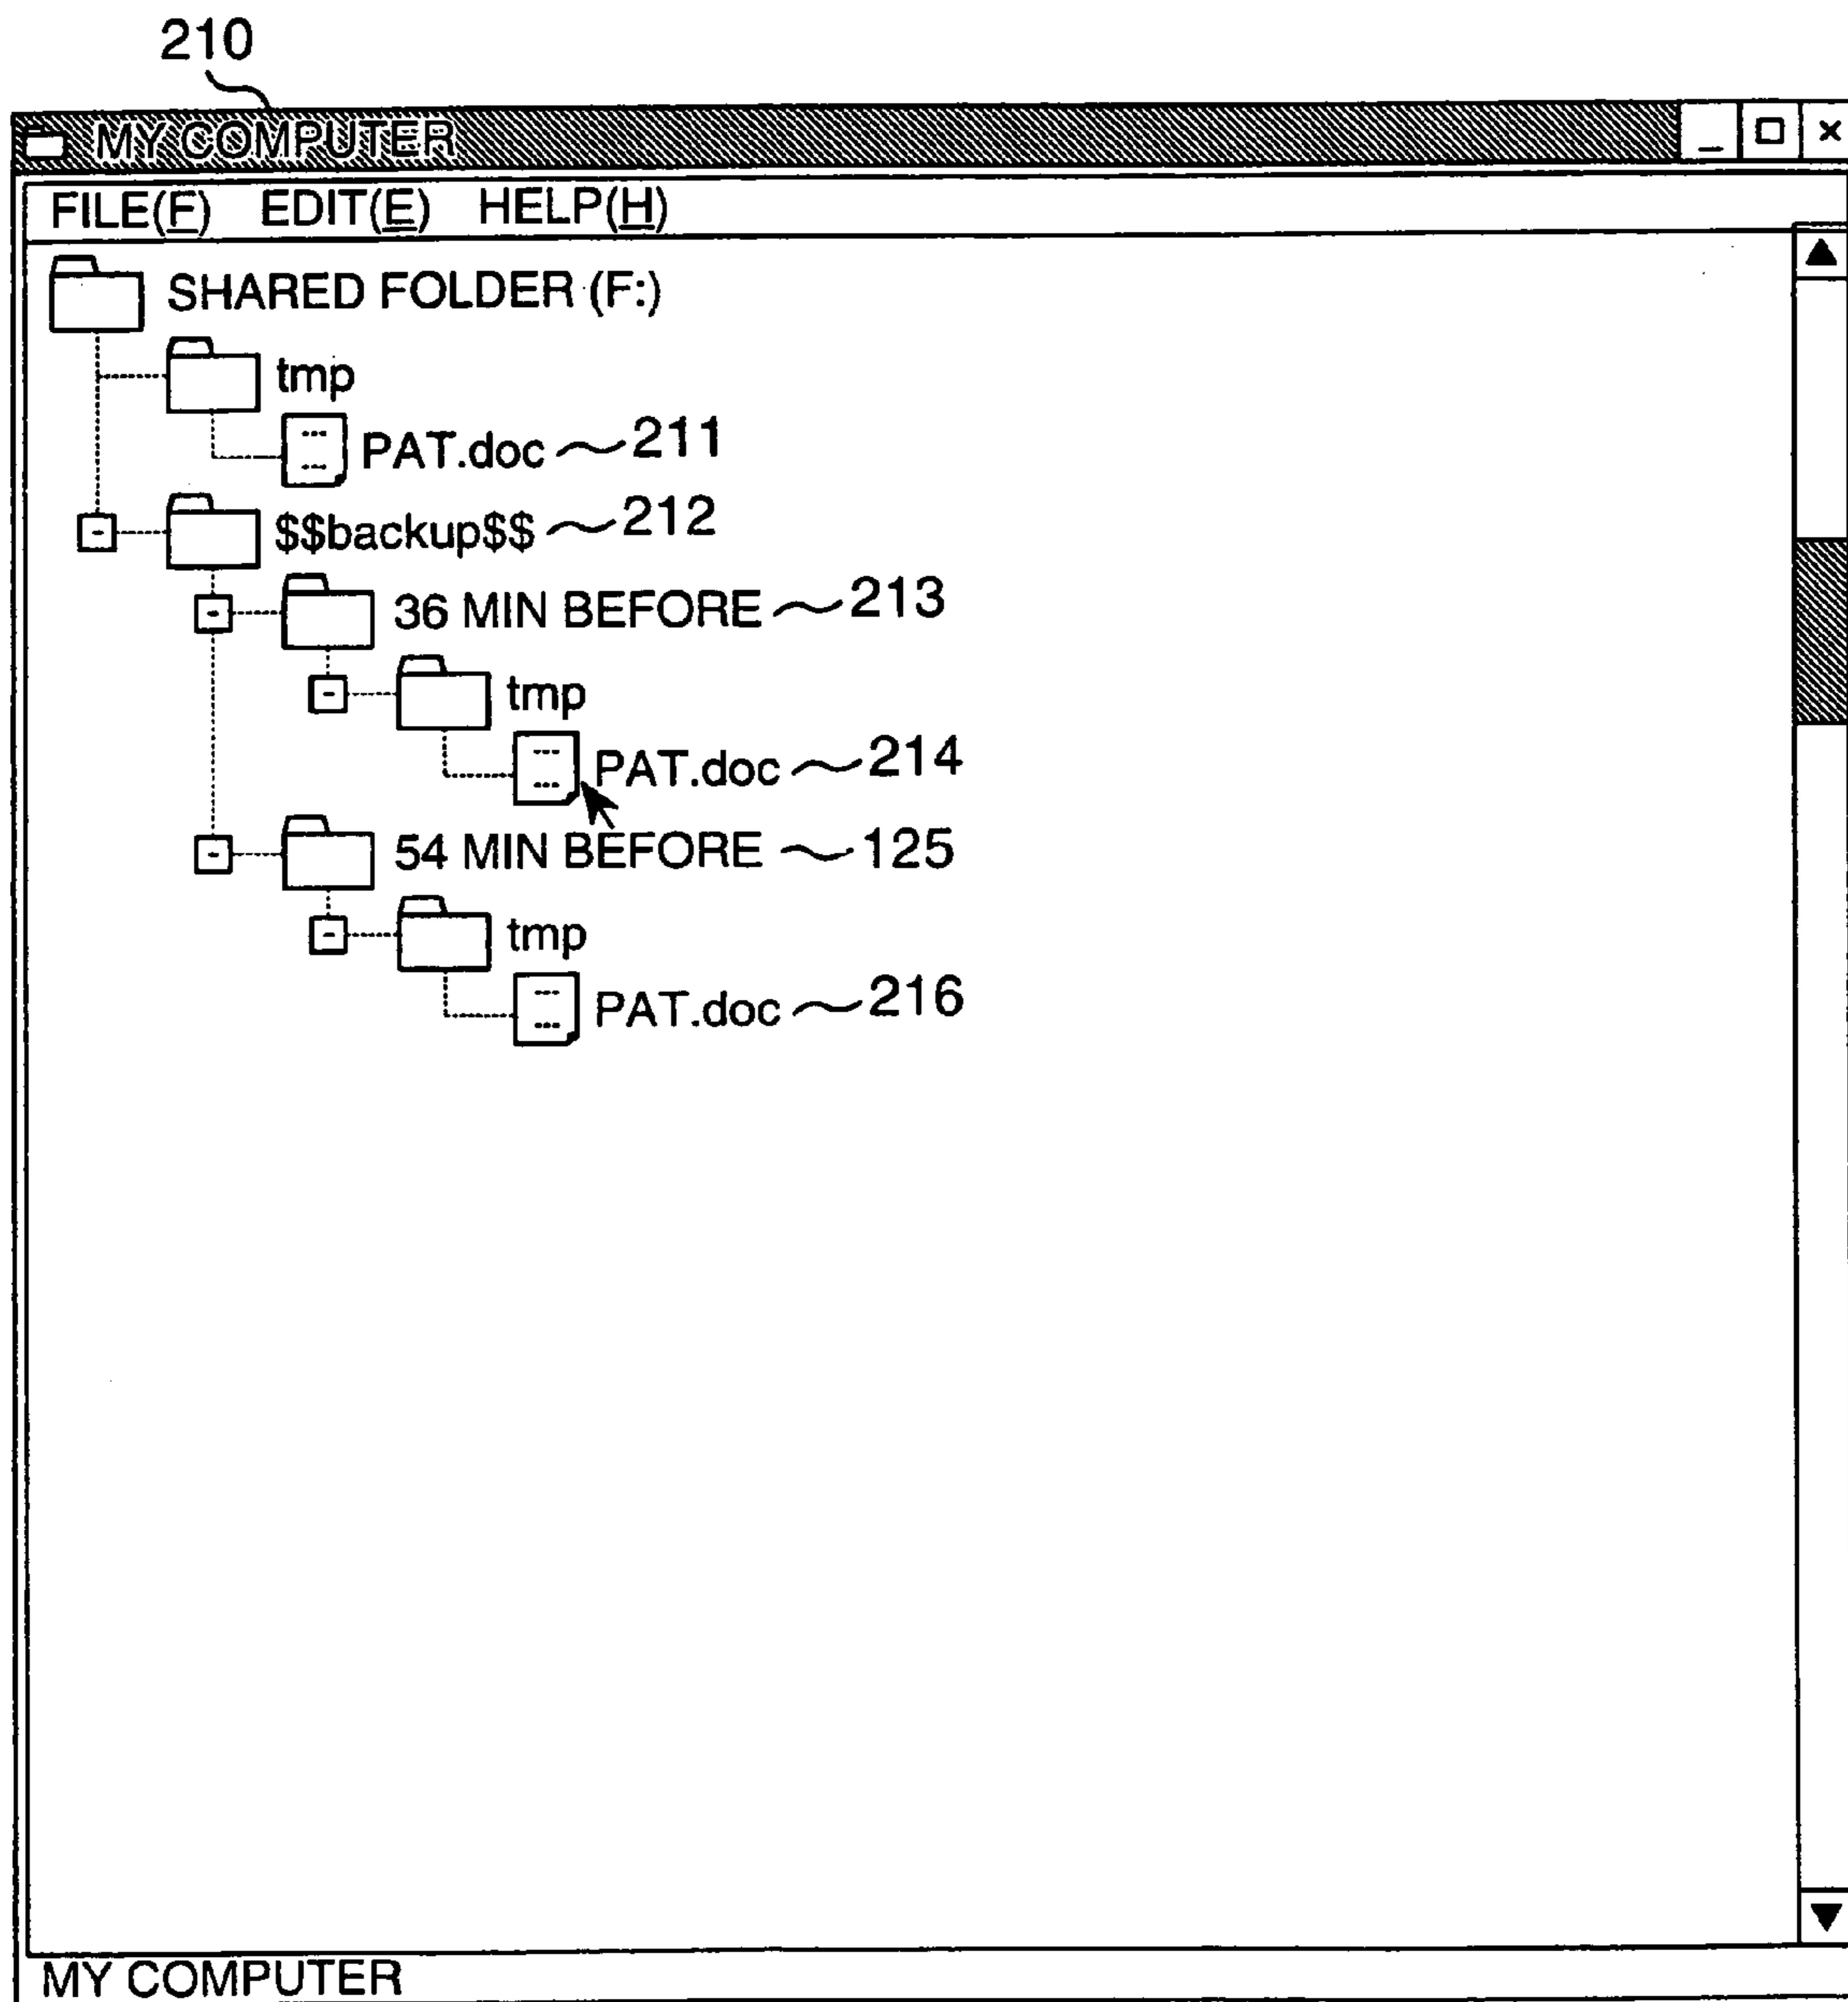 210
MY COMPUTER
FILE(F) EDIT(E) HELP(H)
SHARED FOLDER (F:)
tmp
PAT.doc 211
$$backup$$ 212
36 MIN BEFORE 213
tmp
PAT.doc 214
54 MIN BEFORE 125
tmp
PAT.doc 216
MY COMPUTER